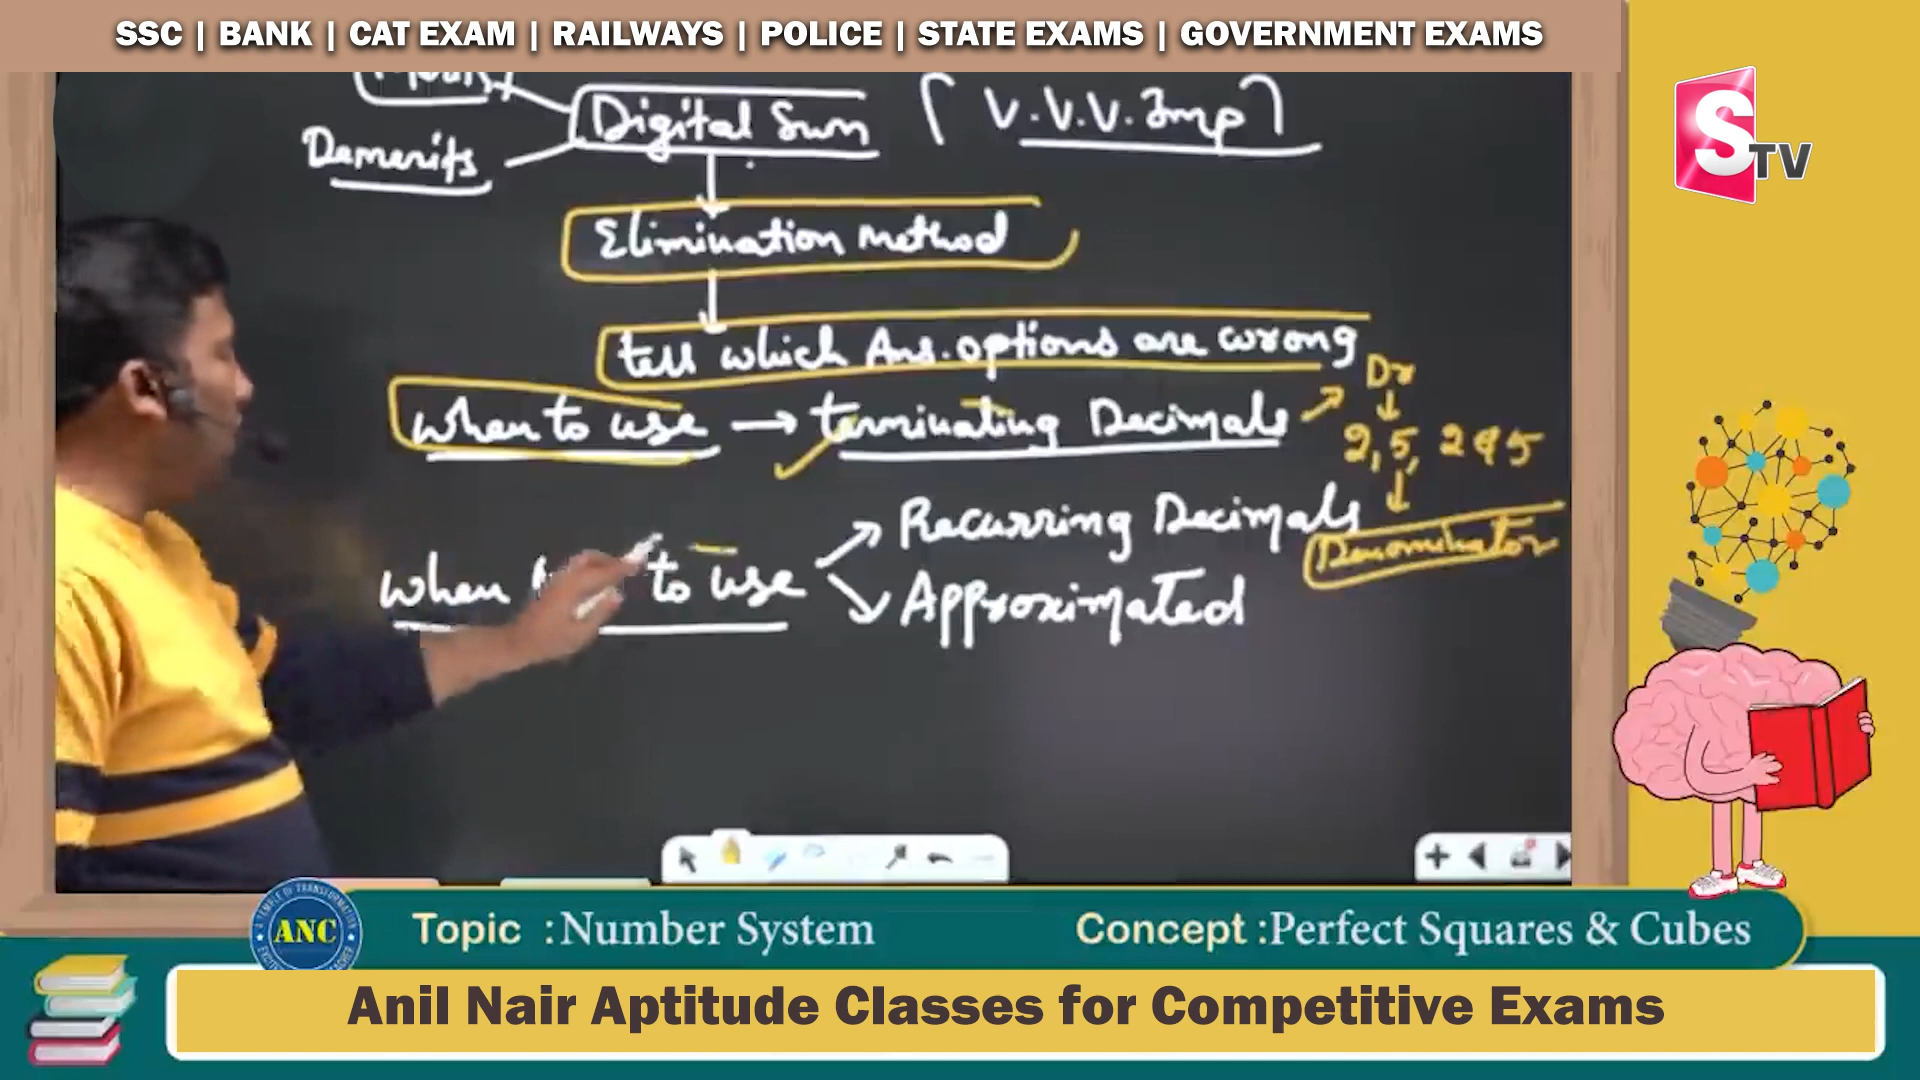 SSC | BANK | CAT EXAM | RAILWAYS | POLICE | STATE EXAMS | GOVERNMENT EXAMS
STV
Digital Sum [ V.V.V. Imp ]
Demerits
Elimination Method
tell which Ans. options are wrong
when to use → terminating Decimals → Dr
2, 5, 2 & 5
Denominator
when to use → Recurring Decimals
→ Approximated
ANC
Topic : Number System Concept : Perfect Squares & Cubes
Anil Nair Aptitude Classes for Competitive Exams